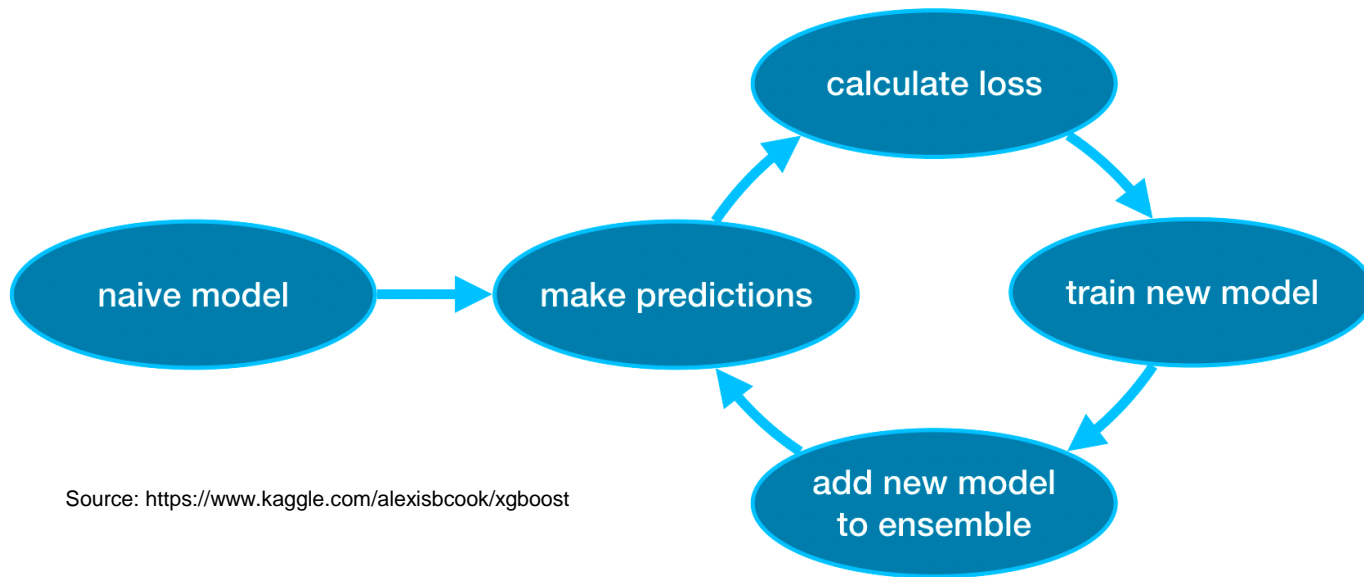 calculate loss
naive model
make predictions
train new model
add new model
to ensemble
Source: https://www.kaggle.com/alexisbcook/xgboost